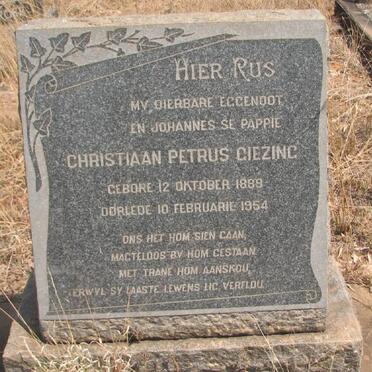 HIER RUS
MY DIERBARE EGGENOOT
EN JOHANNES SE PAPPIE
CHRISTIAAN PETRUS GIEZING
GEBORE 12 OKTOBER 1889
OORLEDE 10 FEBRUARIE 1954
ONS HET HOM SIEN GAAN,
MAGTELOOS BY HOM GESTAAN.
MET TRANE HOM AANSKOU,
TERWYL SY LAASTE LEWENS LIG VERFLOU.